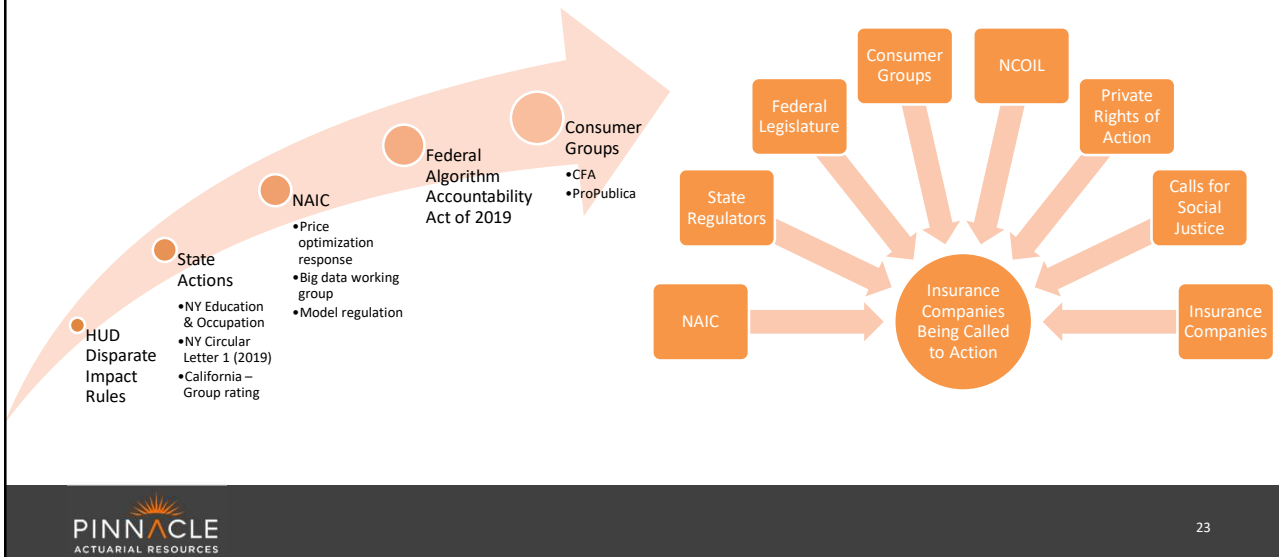 HUD
Disparate
Impact
Rules
State
Actions
•NY Education
& Occupation
•NY Circular
Letter 1 (2019)
•California –
Group rating
NAIC
•Price
optimization
response
•Big data working
group
•Model regulation
Federal
Algorithm
Accountability
Act of 2019
Consumer
Groups
•CFA
•ProPublica
NAIC
State
Regulators
Federal
Legislature
Consumer
Groups
NCOIL
Private
Rights of
Action
Calls for
Social
Justice
Insurance
Companies
Insurance
Companies
Being Called
to Action
PINNACLE
ACTUARIAL RESOURCES
23